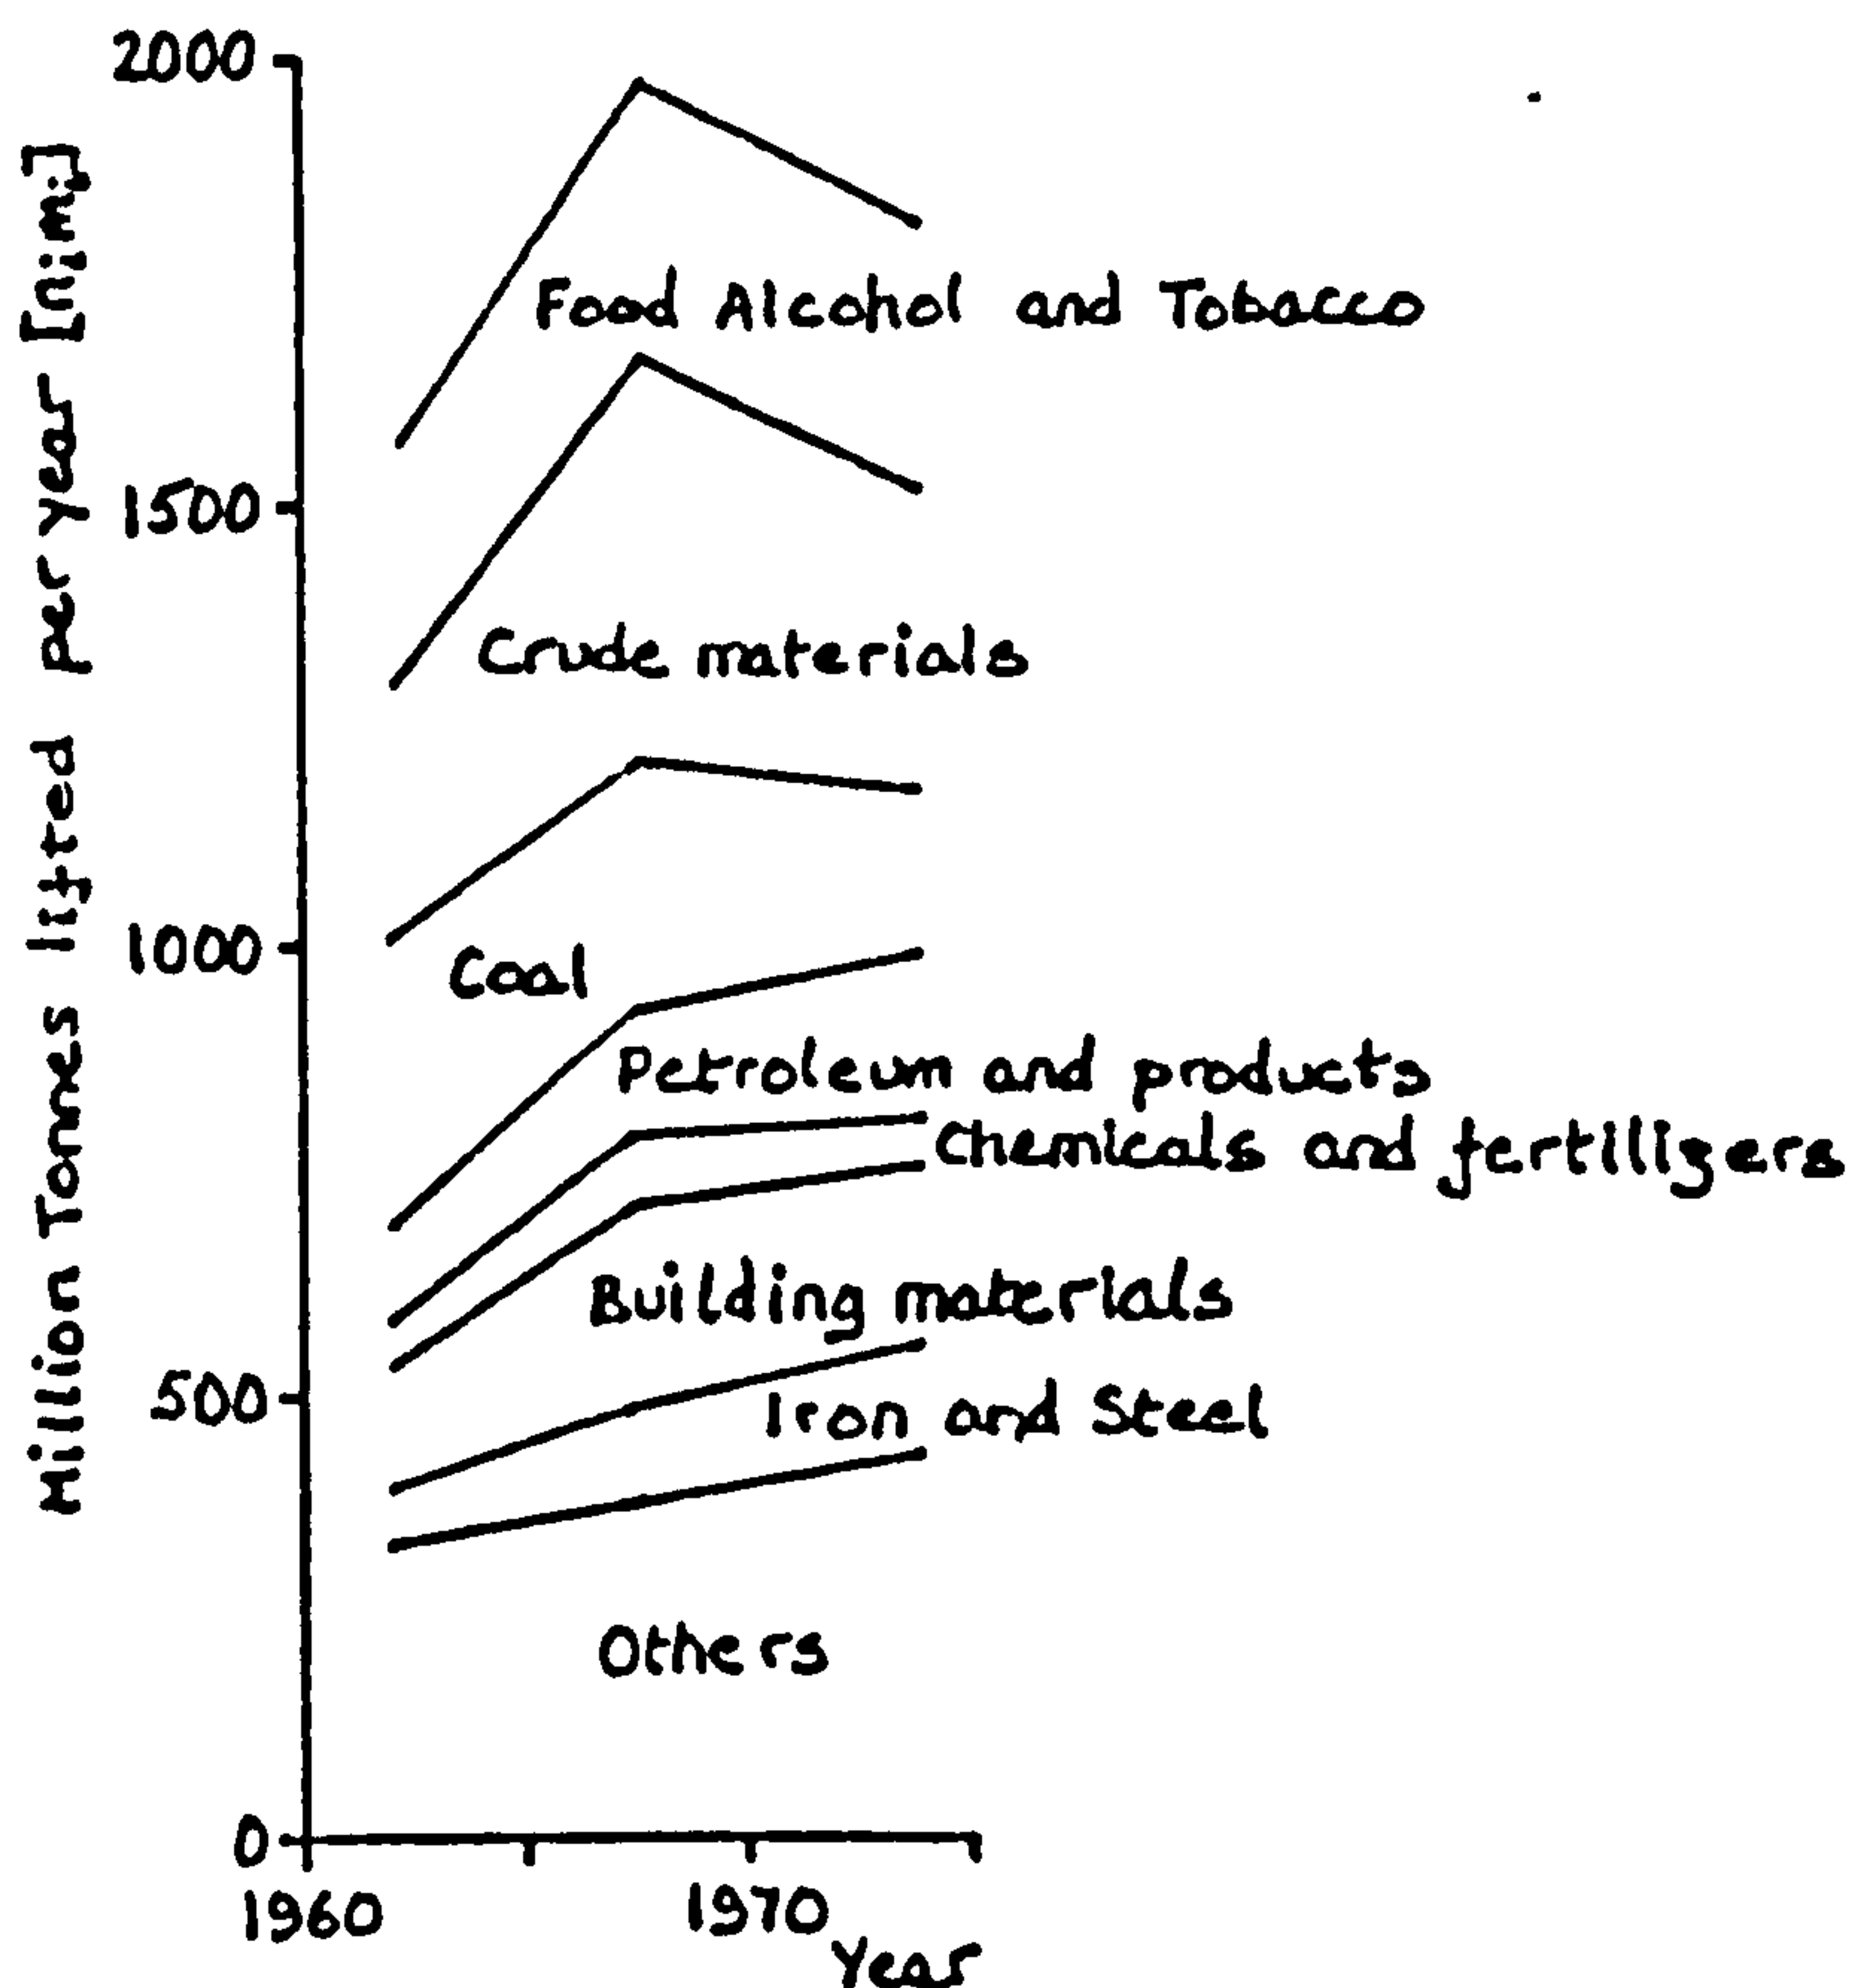 2000
Million Tonnes lifted per year [nim]
Food Alcohol and Tobacco
1500
Crude materials
1000
Coal
Petroleum and products
Chemicals and fertilizers
Building materials
500
Iron and Steel
Others
0
1960
1970
Year